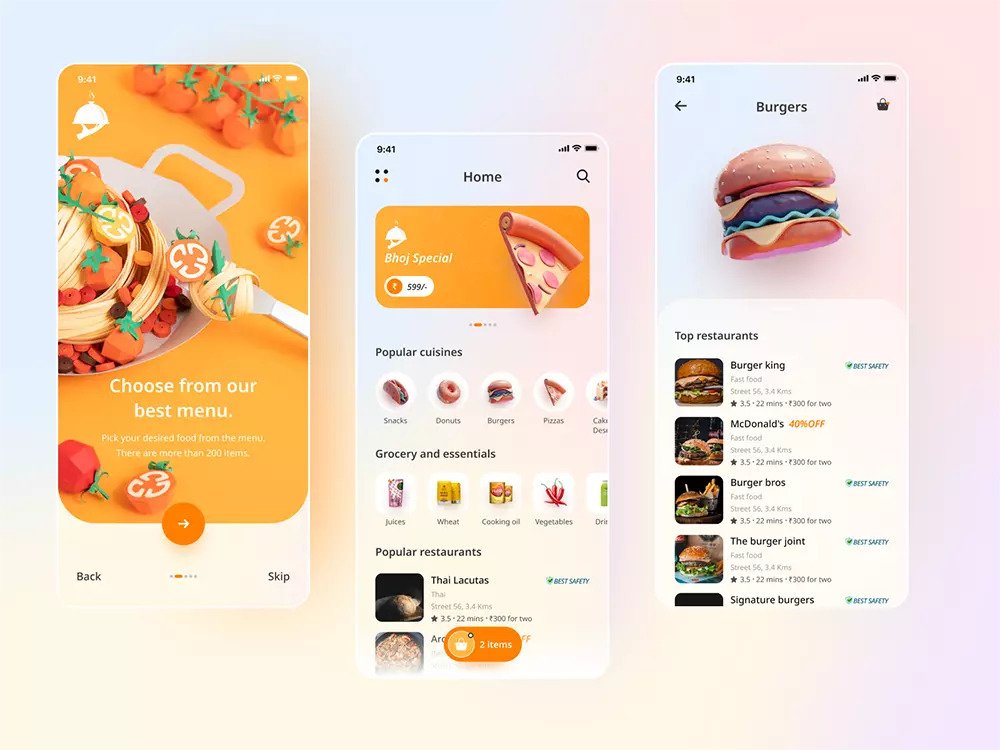 9:41
Choose from our
best menu.
Pick your desired food from the menu.
There are more than 200 items.
Back
Skip
9:41
Home
Bhoj Special
₹ 599/-
Popular cuisines
Snacks
Donuts
Burgers
Pizzas
Cake
Dese
Grocery and essentials
Juices
Wheat
Cooking oil
Vegetables
Drin
Popular restaurants
Thai Lacutas
BEST SAFETY
Thai
Street 56, 3.4 Kms
★ 3.5 • 22 mins • ₹300 for two
2 items
9:41
Burgers
Top restaurants
Burger king
BEST SAFETY
Fast food
Street 56, 3.4 Kms
★ 3.5 • 22 mins • ₹300 for two
McDonald's 40%OFF
Fast food
Street 56, 3.4 Kms
★ 3.5 • 22 mins • ₹300 for two
Burger bros
BEST SAFETY
Fast food
Street 56, 3.4 Kms
★ 3.5 • 22 mins • ₹300 for two
The burger joint
BEST SAFETY
Fast food
Street 56, 3.4 Kms
★ 3.5 • 22 mins • ₹300 for two
Signature burgers
BEST SAFETY